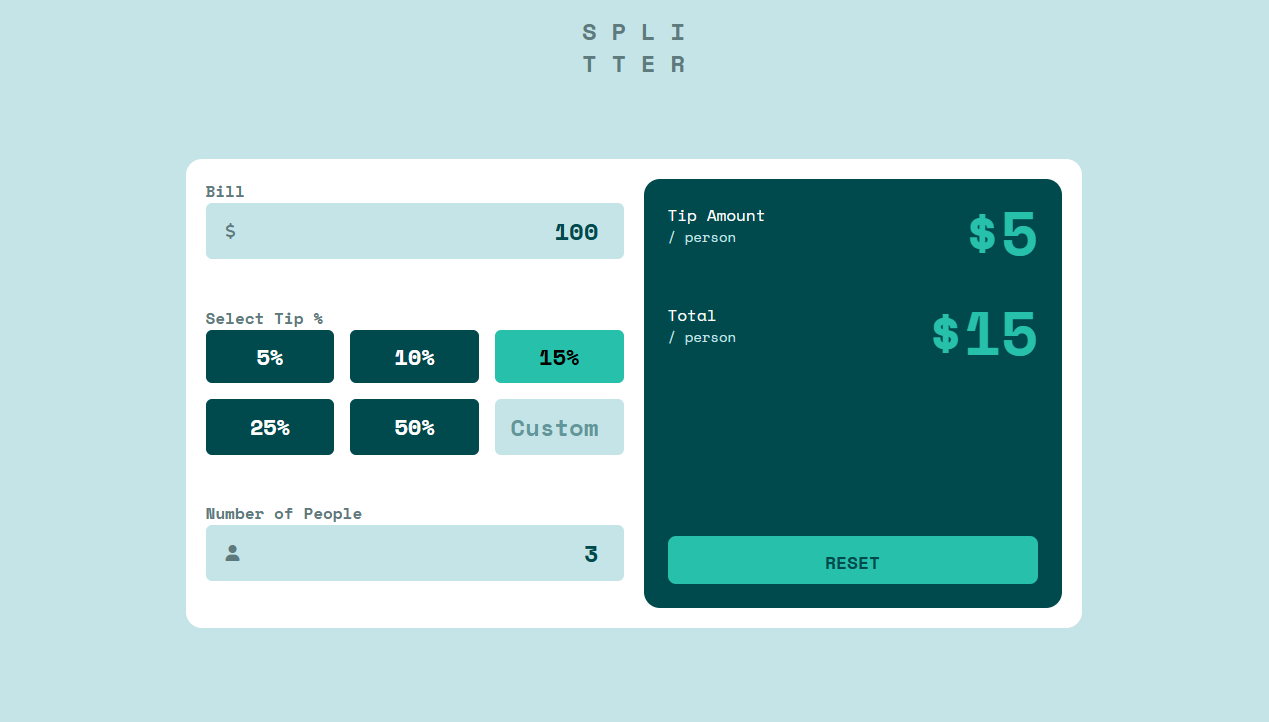 S P L I
T T E R
Bill
$ 100
Select Tip %
5% 10% 15%
25% 50% Custom
Number of People
3
Tip Amount
/ person
$5
Total
/ person
$15
RESET